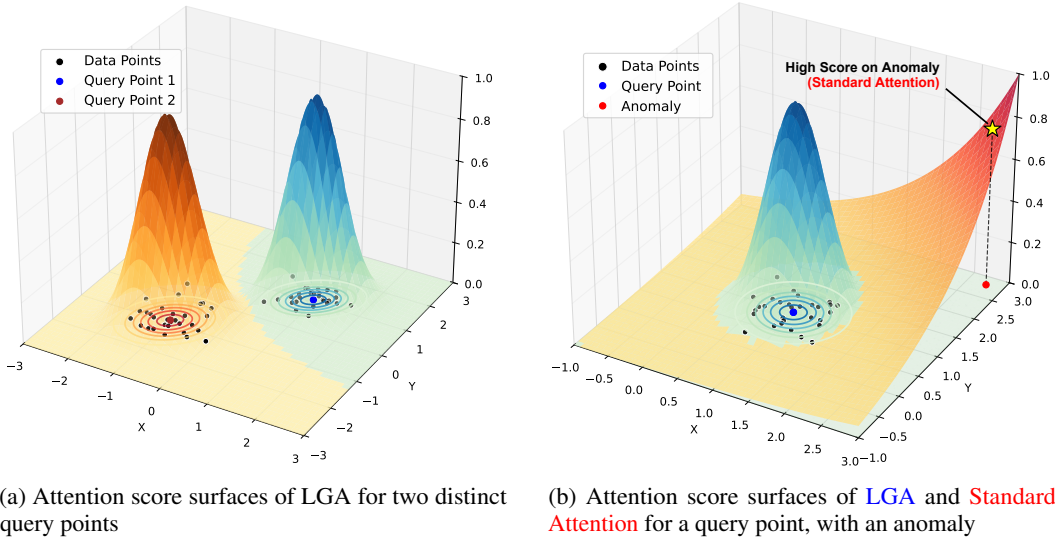 Data Points
Query Point 1
Query Point 2
1.0
0.8
0.6
0.4
0.2
0.0
3
2
1
0
−1
−2
−3
Y
−3
−2
−1
0
1
2
3
X
(a) Attention score surfaces of LGA for two distinct
query points
Data Points
Query Point
Anomaly
High Score on Anomaly
(Standard Attention)
1.0
0.8
0.6
0.4
0.2
0.0
3.0
2.5
2.0
1.5
1.0
0.5
0.0
−0.5
−1.0
Y
−1.0
−0.5
0.0
0.5
1.0
1.5
2.0
2.5
3.0
X
(b) Attention score surfaces of LGA and Standard
Attention for a query point, with an anomaly